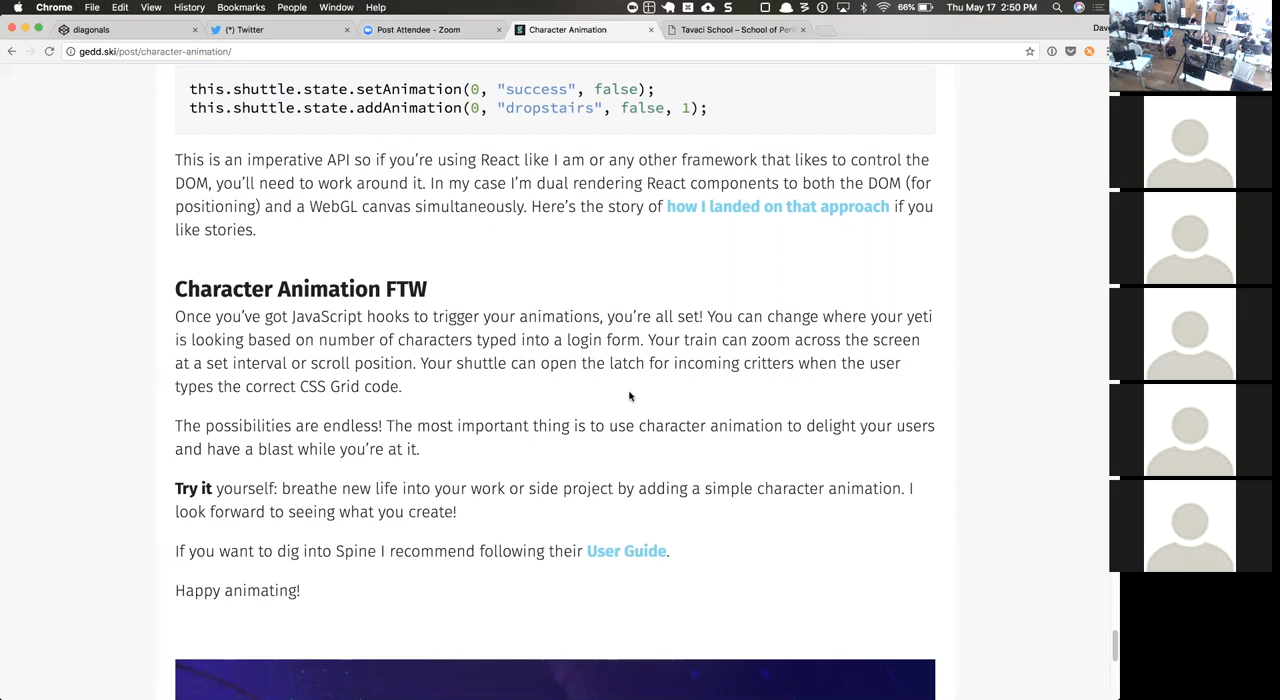 Chrome File Edit View History Bookmarks People Window Help 66% Thu May 17 2:50 PM
diagonals (*) Twitter Post Attendee - Zoom Character Animation Tavaci School – School of Perf
gedd.ski/post/character-animation/
this.shuttle.state.setAnimation(0, "success", false);
this.shuttle.state.addAnimation(0, "dropstairs", false, 1);
This is an imperative API so if you’re using React like I am or any other framework that likes to control the
DOM, you’ll need to work around it. In my case I’m dual rendering React components to both the DOM (for
positioning) and a WebGL canvas simultaneously. Here’s the story of how I landed on that approach if you
like stories.
Character Animation FTW
Once you’ve got JavaScript hooks to trigger your animations, you’re all set! You can change where your yeti
is looking based on number of characters typed into a login form. Your train can zoom across the screen
at a set interval or scroll position. Your shuttle can open the latch for incoming critters when the user
types the correct CSS Grid code.
The possibilities are endless! The most important thing is to use character animation to delight your users
and have a blast while you’re at it.
Try it yourself: breathe new life into your work or side project by adding a simple character animation. I
look forward to seeing what you create!
If you want to dig into Spine I recommend following their User Guide.
Happy animating!